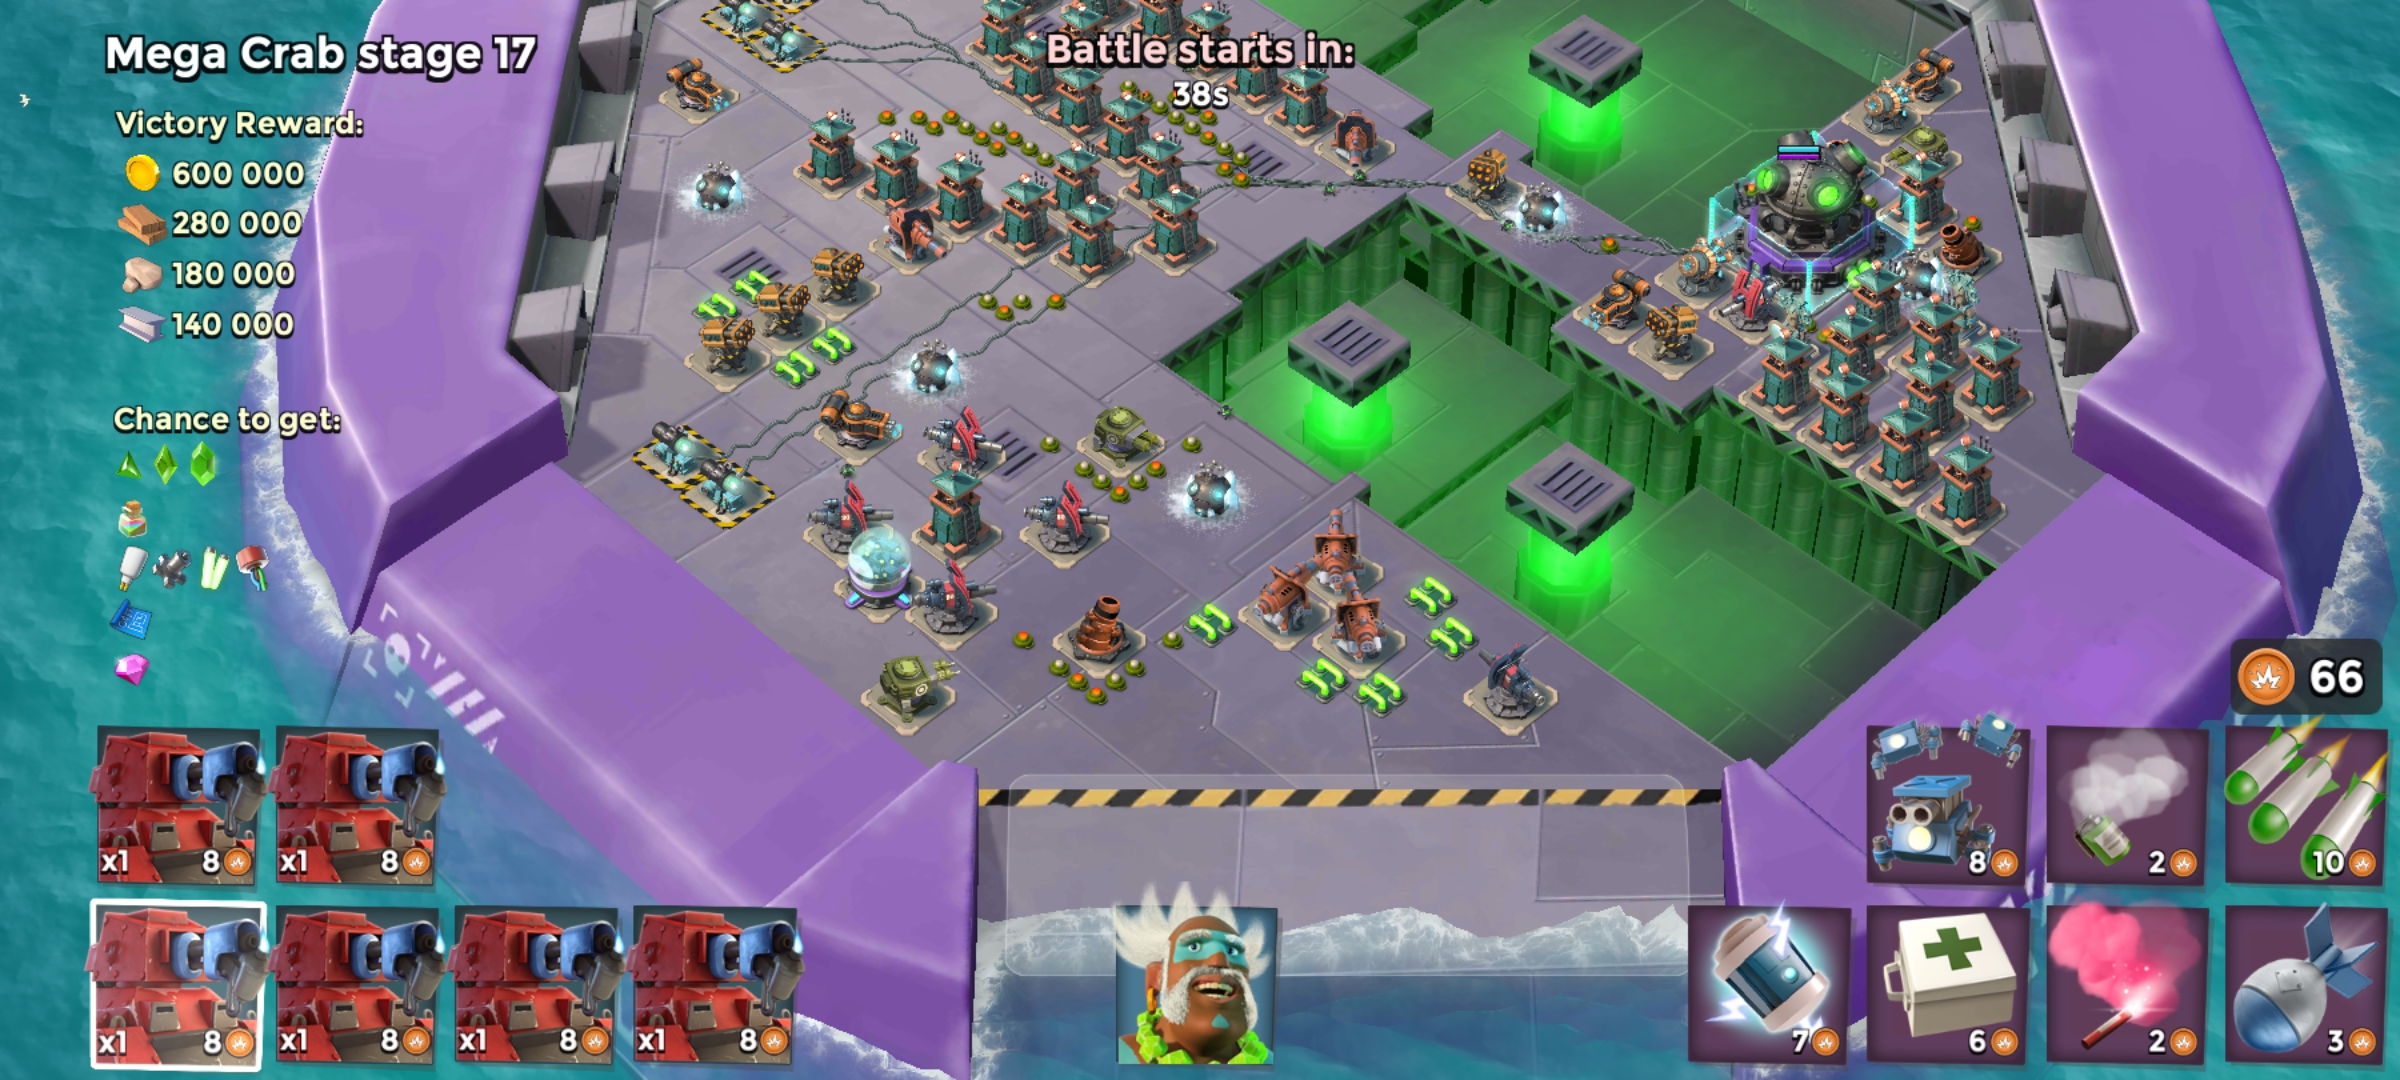 Mega Crab stage 17
Battle starts in:
38s
Victory Reward:
600 000
280 000
180 000
140 000
Chance to get:
66
x1 8
x1 8
8
2
10
x1 8
x1 8
x1 8
x1 8
7
6
2
3